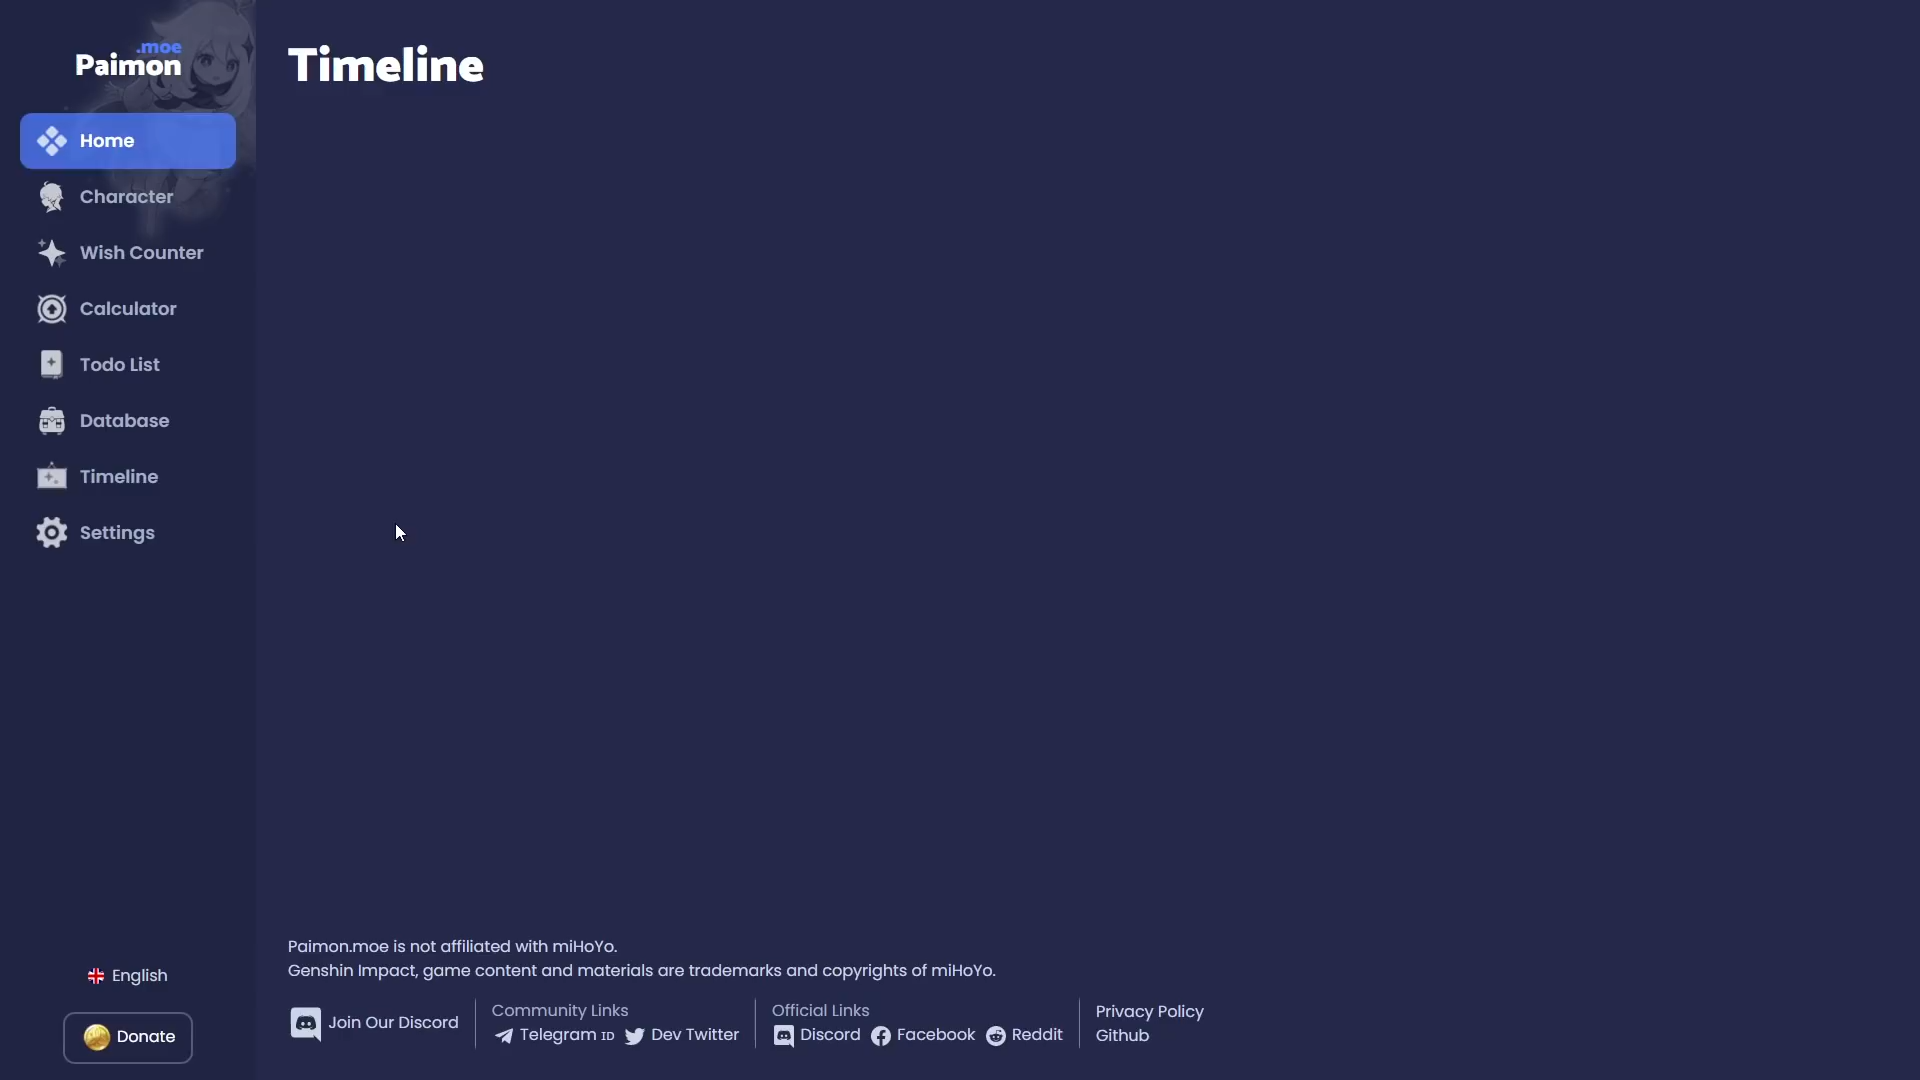 .moe
Paimon
Home
Character
Wish Counter
Calculator
Todo List
Database
Timeline
Settings
English
Donate
Timeline
Paimon.moe is not affiliated with miHoYo.
Genshin Impact, game content and materials are trademarks and copyrights of miHoYo.
Join Our Discord
Community Links
Telegram ID Dev Twitter
Official Links
Discord Facebook Reddit
Privacy Policy
Github